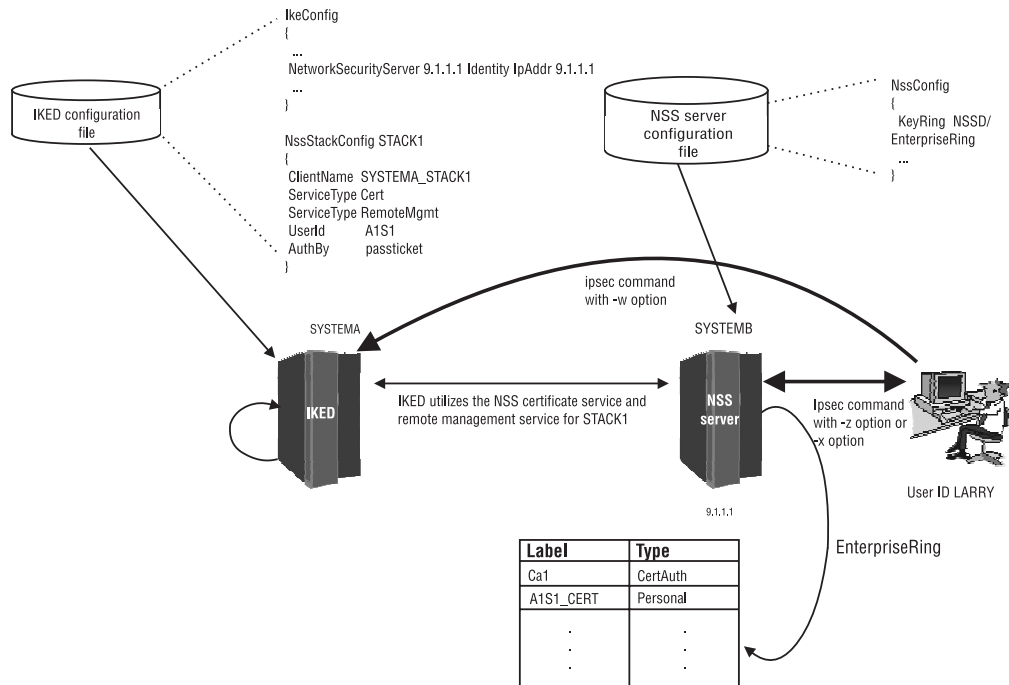 IkeConfig
{
...
NetworkSecurityServer 9.1.1.1 Identity IpAddr 9.1.1.1
...
}
NssStackConfig STACK1
{
ClientName SYSTEMA_STACK1
ServiceType Cert
ServiceType RemoteMgmt
UserId A1S1
AuthBy passticket
}
IKED configuration
file
NSS server
configuration
file
NssConfig
{
KeyRing NSSD/
EnterpriseRing
...
}
ipsec command
with -w option
SYSTEMA
SYSTEMB
IKED
IKED utilizes the NSS certificate service and
remote management service for STACK1
NSS
server
Ipsec command
with -z option or
-x option
User ID LARRY
9.1.1.1
EnterpriseRing
Label Type
Ca1 CertAuth
A1S1_CERT Personal
. .
. .
. .